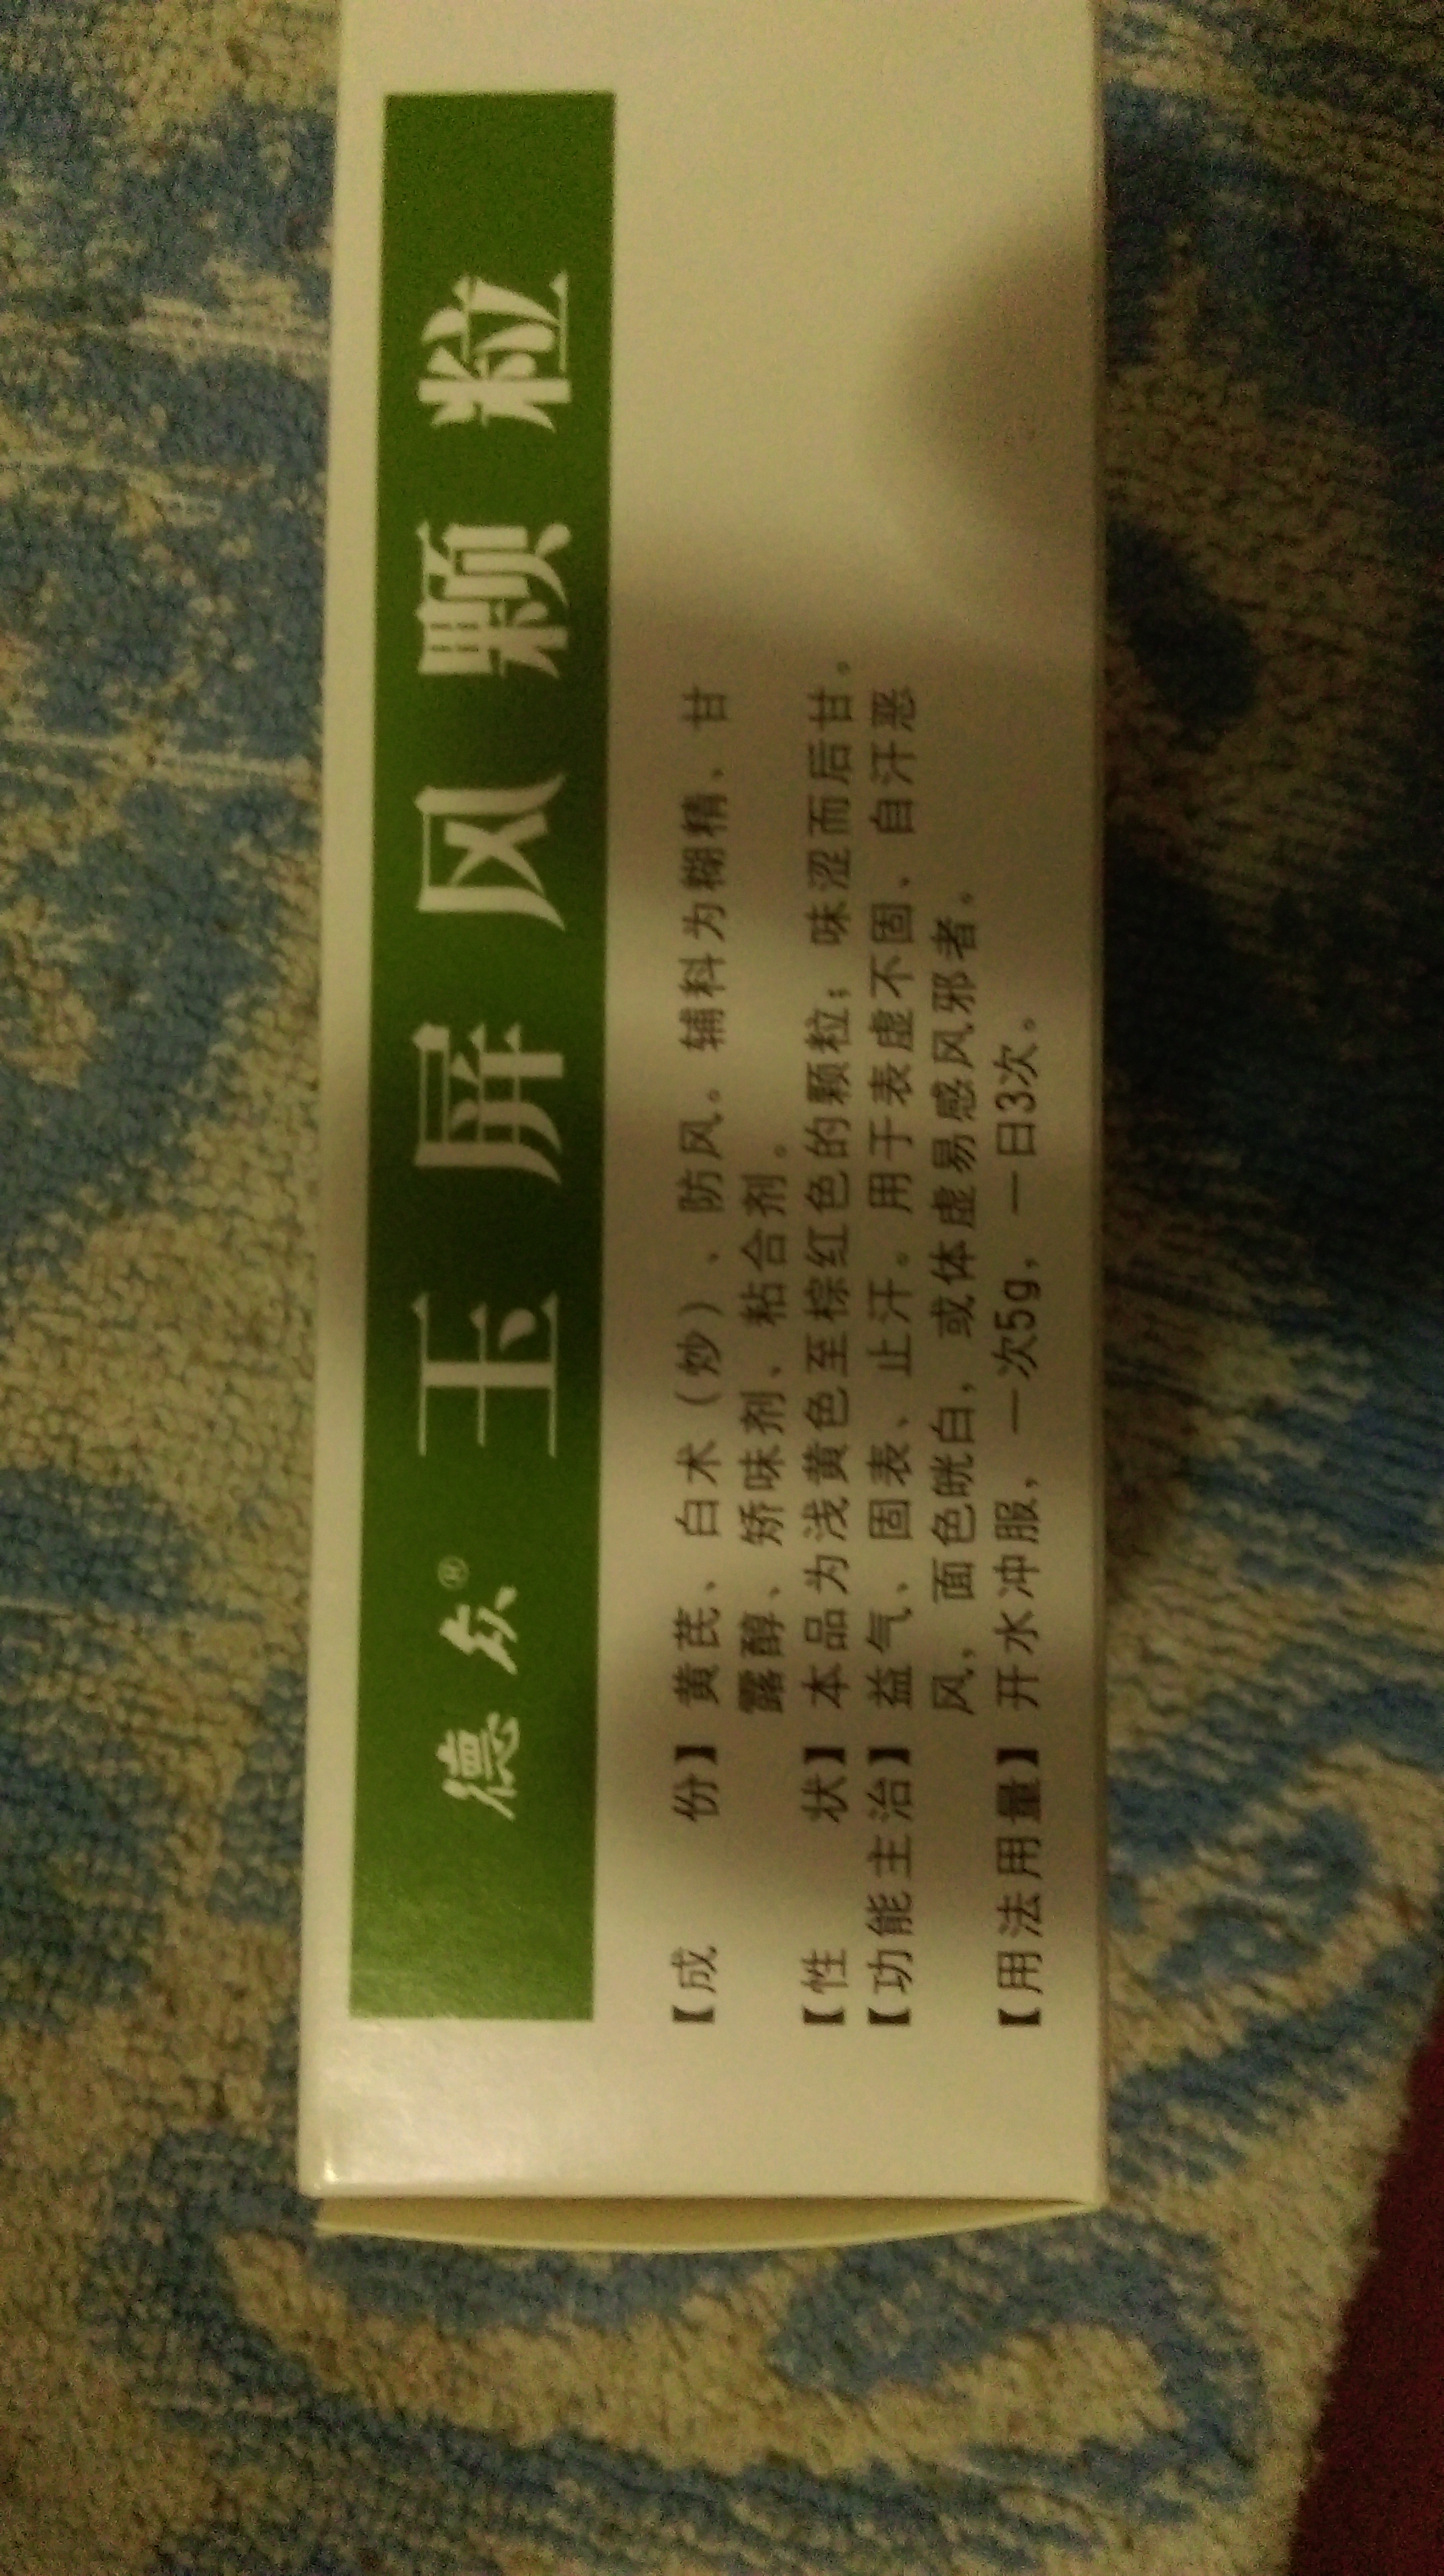 德众® 玉屏风颗粒
【成 份】黄芪、白术（炒）、防风。辅料为糊精、甘
露醇、矫味剂、粘合剂。
【性 状】本品为浅黄色至棕红色的颗粒；味涩而后甘。
【功能主治】益气、固表、止汗。用于表虚不固、自汗恶
风，面色㿠白，或体虚易感风邪者。
【用法用量】开水冲服，一次5g，一日3次。